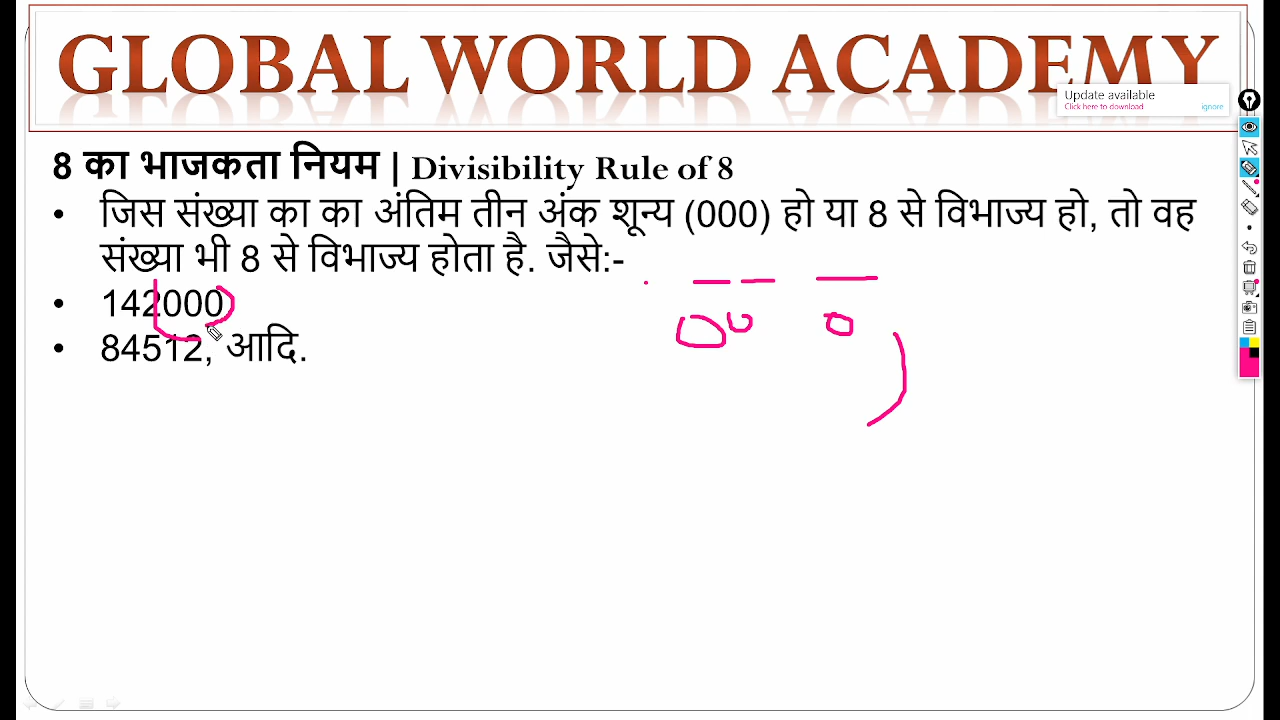 GLOBAL WORLD ACADEMY
Update available
Click here to download ignore
8 का भाजकता नियम | Divisibility Rule of 8
• जिस संख्या का का अंतिम तीन अंक शून्य (000) हो या 8 से विभाज्य हो, तो वह
संख्या भी 8 से विभाज्य होता है. जैसे:-
• 142000
• 84512, आदि.